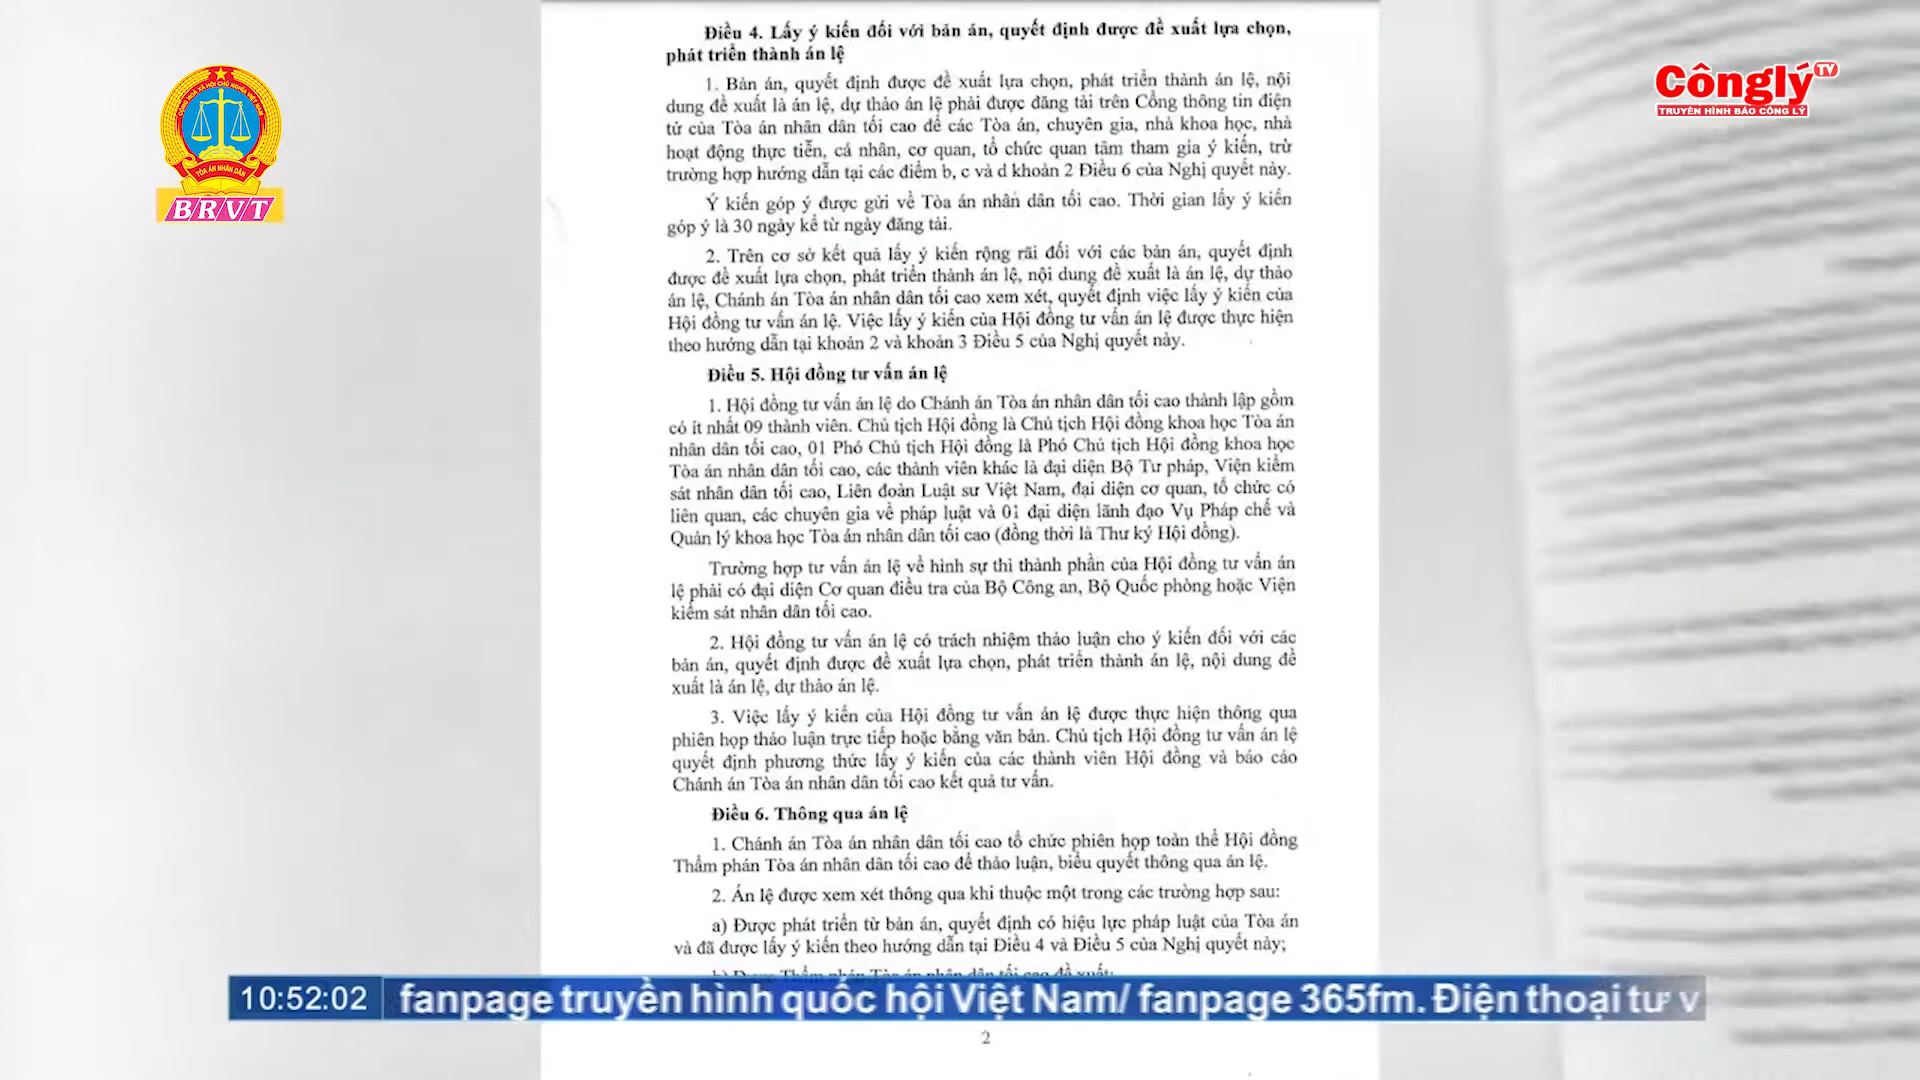 Điều 4. Lấy ý kiến đối với bản án, quyết định được đề xuất lựa chọn,
phát triển thành án lệ
1. Bản án, quyết định được đề xuất lựa chọn, phát triển thành án lệ, nội
dung đề xuất là án lệ, dự thảo án lệ phải được đăng tải trên Cổng thông tin điện
tử của Tòa án nhân dân tối cao để các Tòa án, chuyên gia, nhà khoa học, nhà
hoạt động thực tiễn, cá nhân, cơ quan, tổ chức quan tâm tham gia ý kiến, trừ
trường hợp hướng dẫn tại các điểm b, c và d khoản 2 Điều 6 của Nghị quyết này.
Ý kiến góp ý được gửi về Tòa án nhân dân tối cao. Thời gian lấy ý kiến
góp ý là 30 ngày kể từ ngày đăng tải.
2. Trên cơ sở kết quả lấy ý kiến rộng rãi đối với các bản án, quyết định
được đề xuất lựa chọn, phát triển thành án lệ, nội dung đề xuất là án lệ, dự thảo
án lệ, Chánh án Tòa án nhân dân tối cao xem xét, quyết định việc lấy ý kiến của
Hội đồng tư vấn án lệ. Việc lấy ý kiến của Hội đồng tư vấn án lệ được thực hiện
theo hướng dẫn tại khoản 2 và khoản 3 Điều 5 của Nghị quyết này.
Điều 5. Hội đồng tư vấn án lệ
1. Hội đồng tư vấn án lệ do Chánh án Tòa án nhân dân tối cao thành lập gồm
có ít nhất 09 thành viên. Chủ tịch Hội đồng là Chủ tịch Hội đồng khoa học Tòa án
nhân dân tối cao, 01 Phó Chủ tịch Hội đồng là Phó Chủ tịch Hội đồng khoa học
Tòa án nhân dân tối cao, các thành viên khác là đại diện Bộ Tư pháp, Viện kiểm
sát nhân dân tối cao, Liên đoàn Luật sư Việt Nam, đại diện cơ quan, tổ chức có
liên quan, các chuyên gia về pháp luật và 01 đại diện lãnh đạo Vụ Pháp chế và
Quản lý khoa học Tòa án nhân dân tối cao (đồng thời là Thư ký Hội đồng).
Trường hợp tư vấn án lệ về hình sự thì thành phần của Hội đồng tư vấn án
lệ phải có đại diện Cơ quan điều tra của Bộ Công an, Bộ Quốc phòng hoặc Viện
kiểm sát nhân dân tối cao.
2. Hội đồng tư vấn án lệ có trách nhiệm thảo luận cho ý kiến đối với các
bản án, quyết định được đề xuất lựa chọn, phát triển thành án lệ, nội dung đề
xuất là án lệ, dự thảo án lệ.
3. Việc lấy ý kiến của Hội đồng tư vấn án lệ được thực hiện thông qua
phiên họp thảo luận trực tiếp hoặc bằng văn bản. Chủ tịch Hội đồng tư vấn án lệ
quyết định phương thức lấy ý kiến của các thành viên Hội đồng và báo cáo
Chánh án Tòa án nhân dân tối cao kết quả tư vấn.
Điều 6. Thông qua án lệ
1. Chánh án Tòa án nhân dân tối cao tổ chức phiên họp toàn thể Hội đồng
Thẩm phán Tòa án nhân dân tối cao để thảo luận, biểu quyết thông qua án lệ.
2. Án lệ được xem xét thông qua khi thuộc một trong các trường hợp sau:
a) Được phát triển từ bản án, quyết định có hiệu lực pháp luật của Tòa án
và đã được lấy ý kiến theo hướng dẫn tại Điều 4 và Điều 5 của Nghị quyết này;
b) Được Thẩm phán Tòa án nhân dân tối cao đề xuất;
2
CỘNG HÒA XÃ HỘI CHỦ NGHĨA VIỆT NAM
TÒA ÁN NHÂN DÂN
BRVT
Cônglý TV
TRUYỀN HÌNH BÁO CÔNG LÝ
10:52:02 fanpage truyền hình quốc hội Việt Nam/ fanpage 365fm. Điện thoại tư v